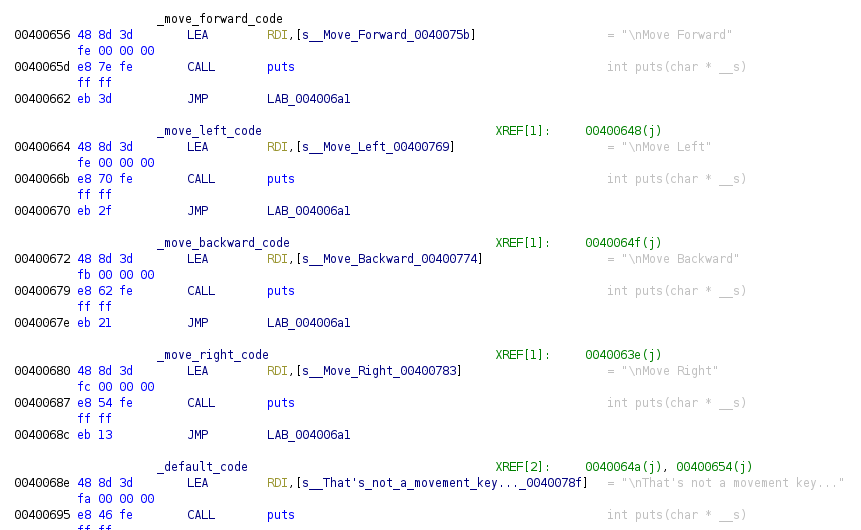 _move_forward_code
00400656 48 8d 3d LEA RDI,[s__Move_Forward_0040075b] = "\nMove Forward"
fe 00 00 00
0040065d e8 7e fe CALL puts int puts(char * __s)
ff ff
00400662 eb 3d JMP LAB_004006a1
_move_left_code XREF[1]: 00400648(j)
00400664 48 8d 3d LEA RDI,[s__Move_Left_00400769] = "\nMove Left"
fe 00 00 00
0040066b e8 70 fe CALL puts int puts(char * __s)
ff ff
00400670 eb 2f JMP LAB_004006a1
_move_backward_code XREF[1]: 0040064f(j)
00400672 48 8d 3d LEA RDI,[s__Move_Backward_00400774] = "\nMove Backward"
fb 00 00 00
00400679 e8 62 fe CALL puts int puts(char * __s)
ff ff
0040067e eb 21 JMP LAB_004006a1
_move_right_code XREF[1]: 0040063e(j)
00400680 48 8d 3d LEA RDI,[s__Move_Right_00400783] = "\nMove Right"
fc 00 00 00
00400687 e8 54 fe CALL puts int puts(char * __s)
ff ff
0040068c eb 13 JMP LAB_004006a1
_default_code XREF[2]: 0040064a(j), 00400654(j)
0040068e 48 8d 3d LEA RDI,[s__That's_not_a_movement_key..._0040078f] = "\nThat's not a movement key..."
fa 00 00 00
00400695 e8 46 fe CALL puts int puts(char * __s)
ff ff